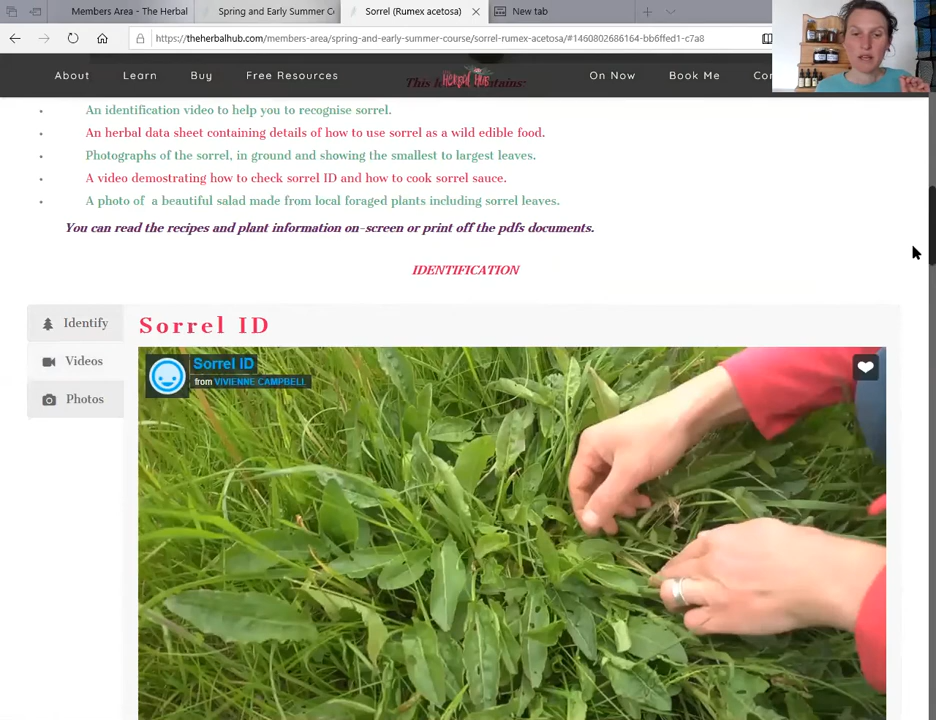 Members Area - The Herbal
Spring and Early Summer Co
Sorrel (Rumex acetosa)
New tab
https://theherbalhub.com/members-area/spring-and-early-summer-course/sorrel-rumex-acetosa/#1460802686164-bb6ffed1-c7a8
About
Learn
Buy
Free Resources
Herbal Hub
On Now
Book Me
This
contains:
An identification video to help you to recognise sorrel.
An herbal data sheet containing details of how to use sorrel as a wild edible food.
Photographs of the sorrel, in ground and showing the smallest to largest leaves.
A video demostrating how to check sorrel ID and how to cook sorrel sauce.
A photo of a beautiful salad made from local foraged plants including sorrel leaves.
You can read the recipes and plant information on-screen or print off the pdfs documents.
IDENTIFICATION
Identify
Videos
Photos
Sorrel ID
Sorrel ID
from VIVIENNE CAMPBELL